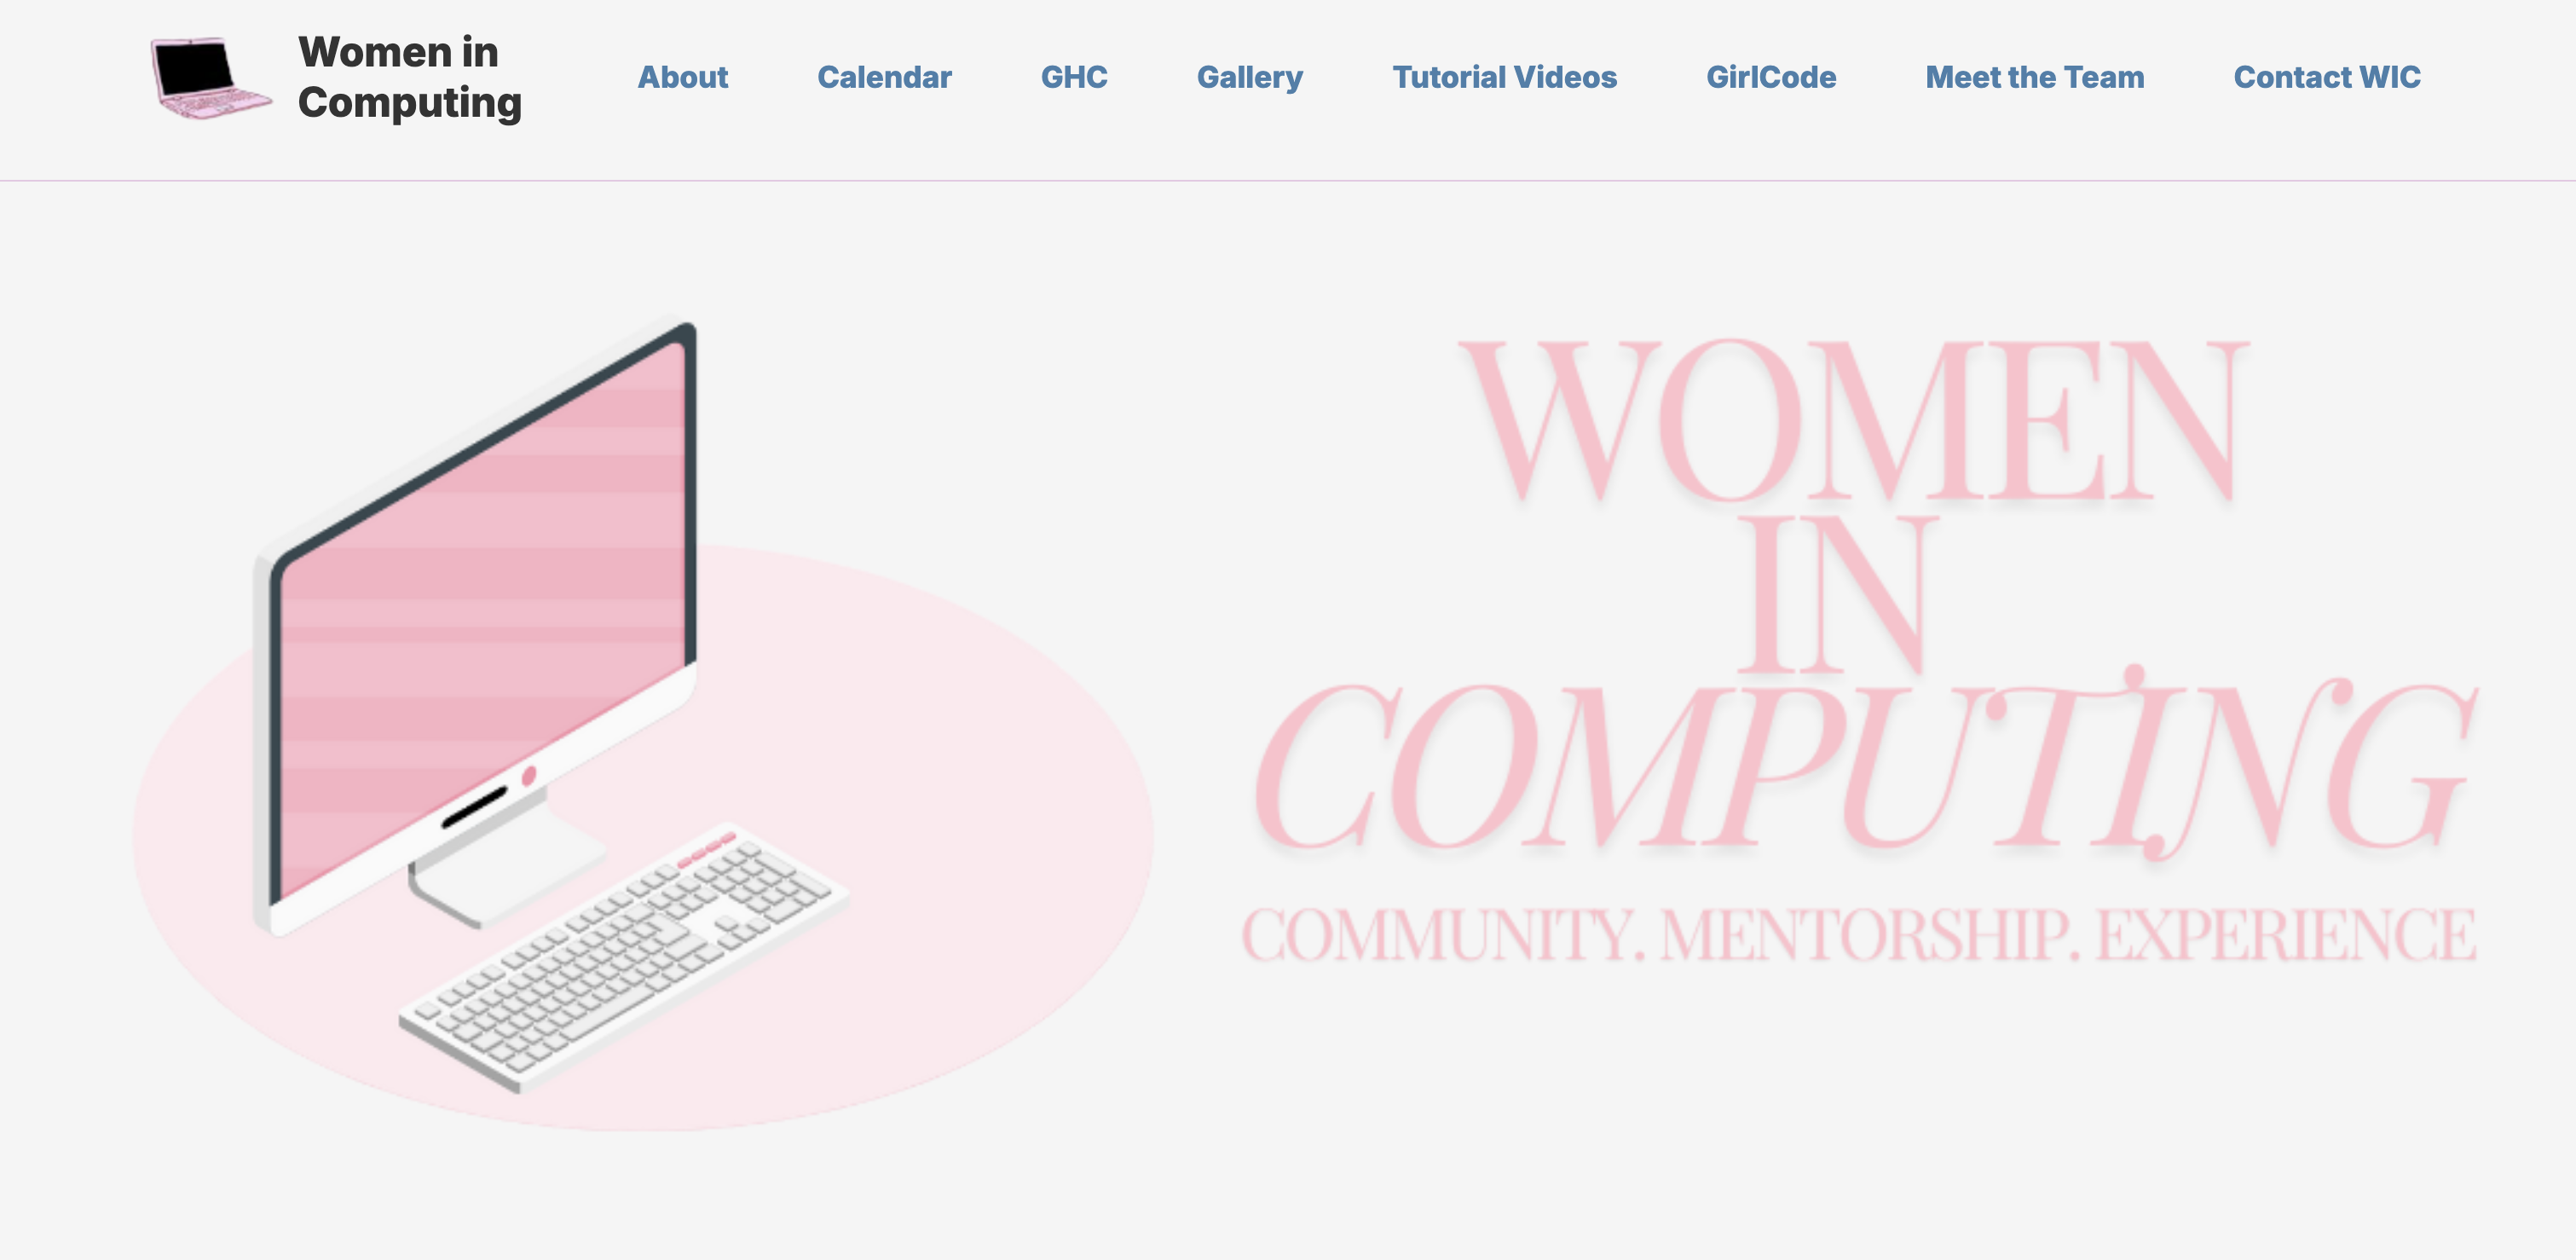 Women in
Computing
About
Calendar
GHC
Gallery
Tutorial Videos
GirlCode
Meet the Team
Contact WIC
WOMEN
IN
COMPUTING
COMMUNITY. MENTORSHIP. EXPERIENCE